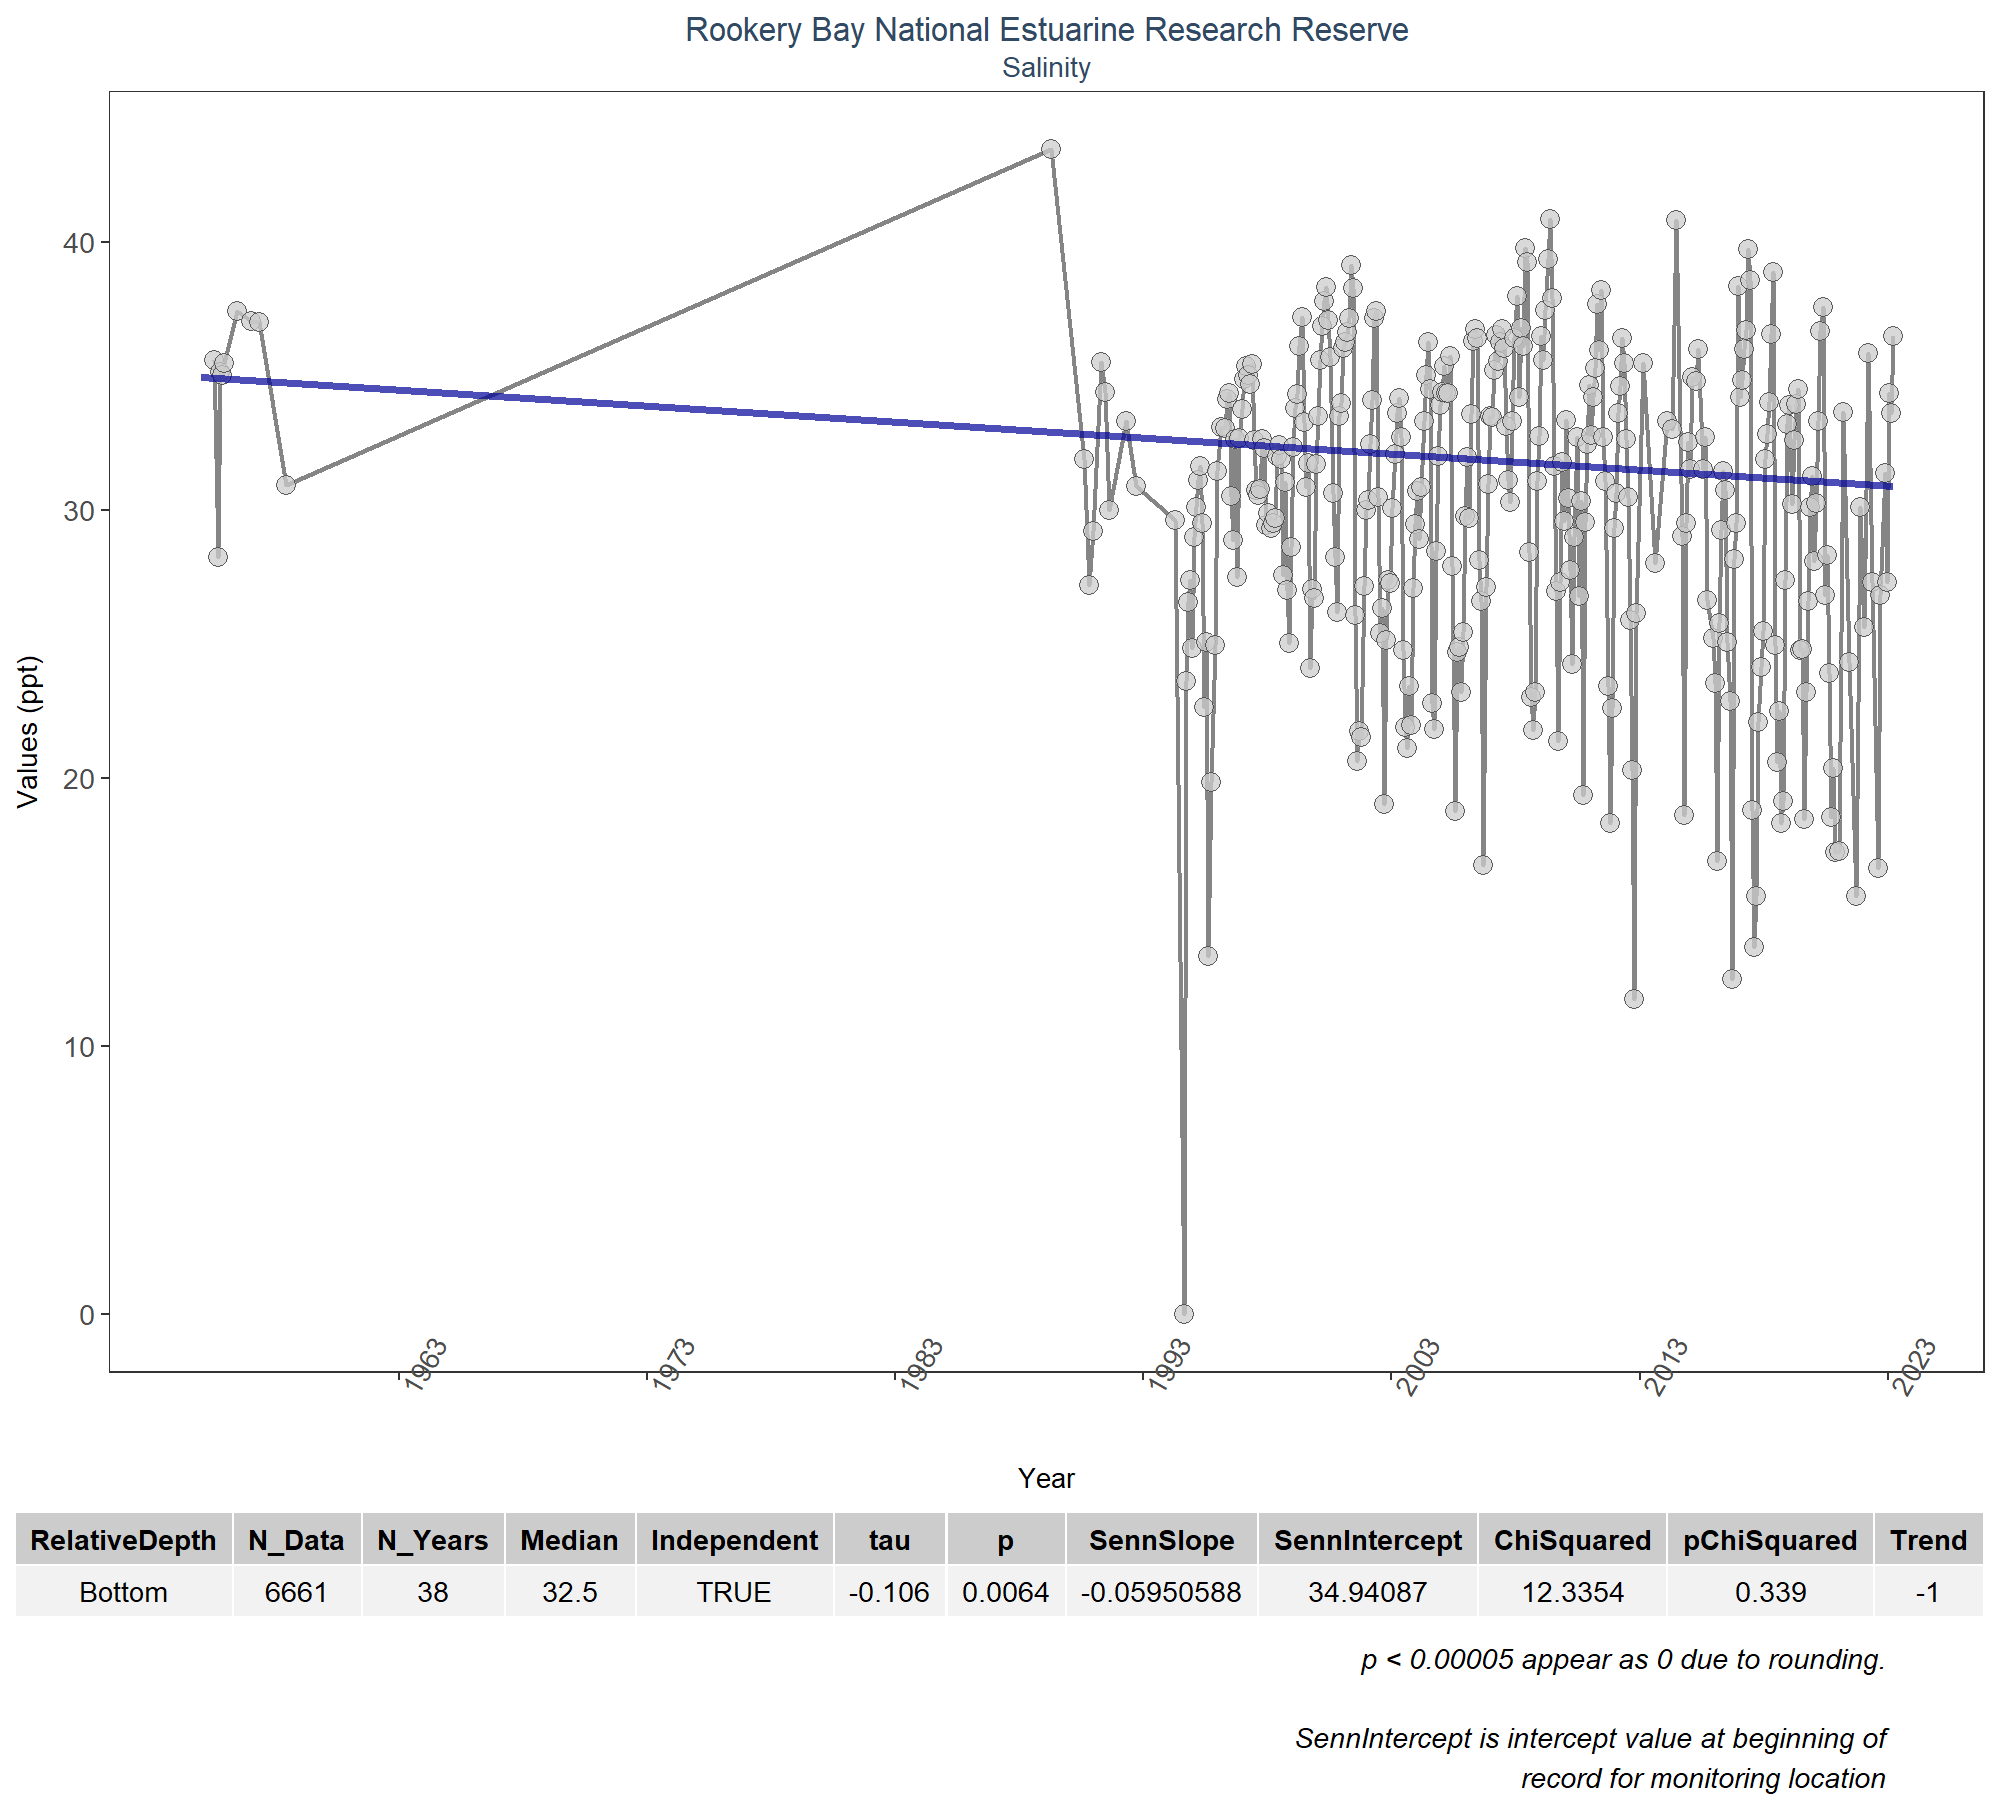 Rookery Bay National Estuarine Research Reserve
Salinity
Values (ppt)
40
30
20
10
0
1963 1973 1983 1993 2003 2013 2023
Year
RelativeDepth N_Data N_Years Median Independent tau p SennSlope SennIntercept ChiSquared pChiSquared Trend
Bottom 6661 38 32.5 TRUE -0.106 0.0064 -0.05950588 34.94087 12.3354 0.339 -1
p < 0.00005 appear as 0 due to rounding.
SennIntercept is intercept value at beginning of
record for monitoring location